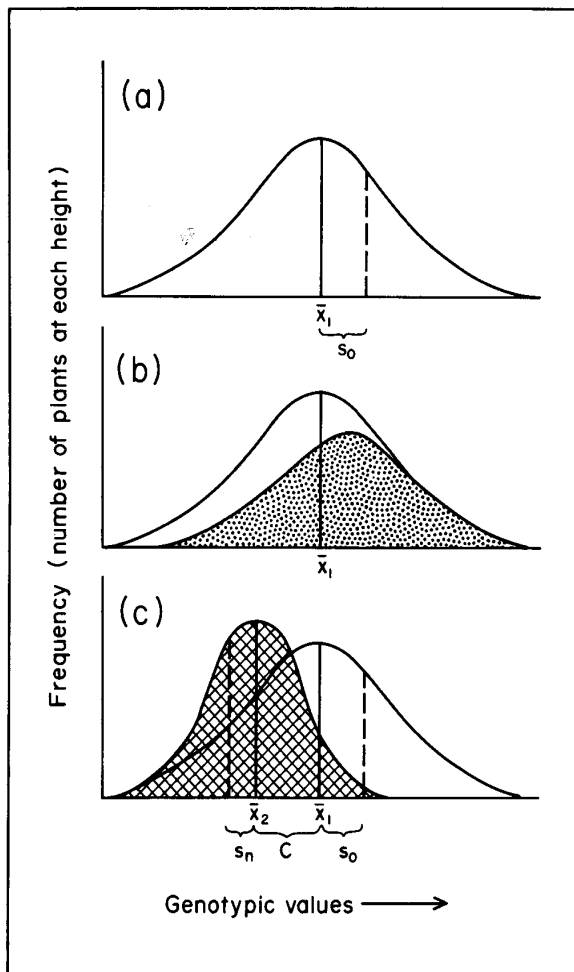 Frequency (number of plants at each height)
(a)
x̄₁
s₀
(b)
x̄₁
(c)
x̄₂ x̄₁
sₙ C s₀
Genotypic values ⟶